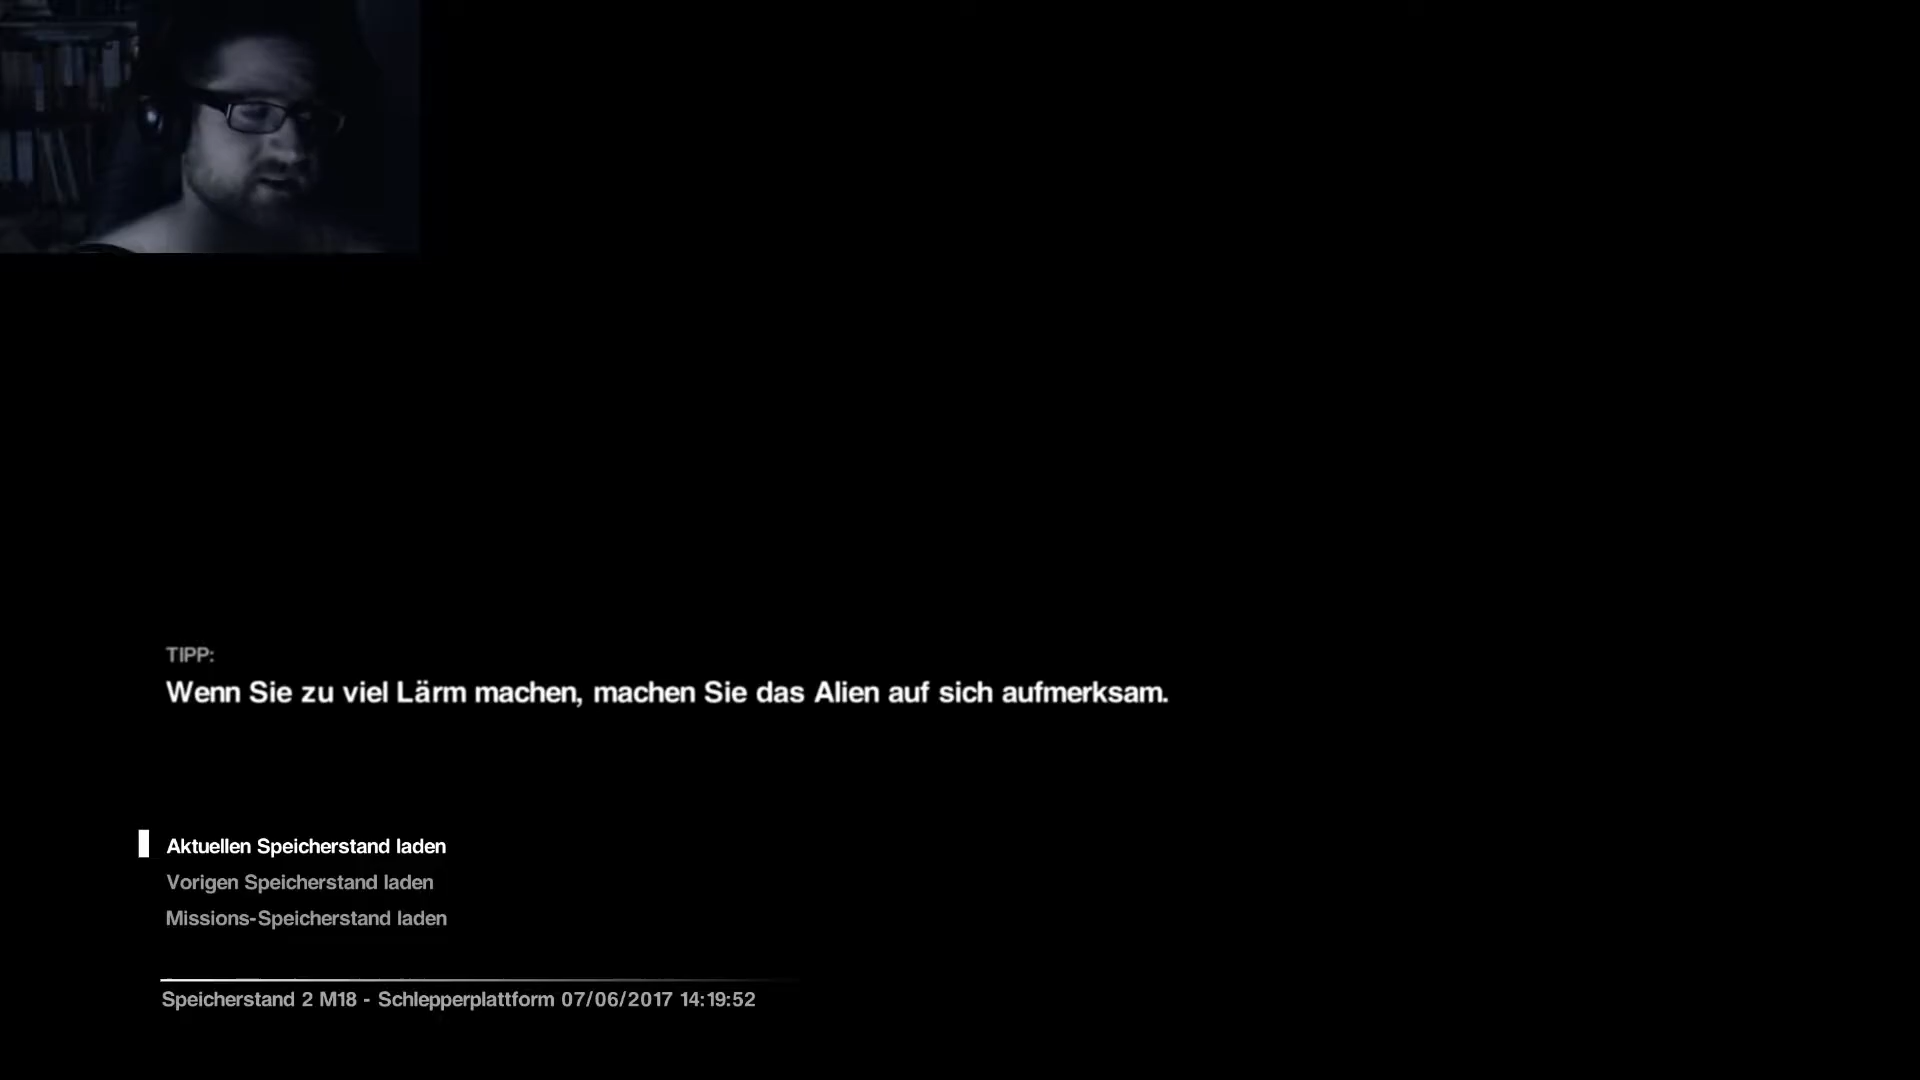 TIPP:
Wenn Sie zu viel Lärm machen, machen Sie das Alien auf sich aufmerksam.
Aktuellen Speicherstand laden
Vorigen Speicherstand laden
Missions-Speicherstand laden
Speicherstand 2 M18 - Schlepperplattform 07/06/2017 14:19:52